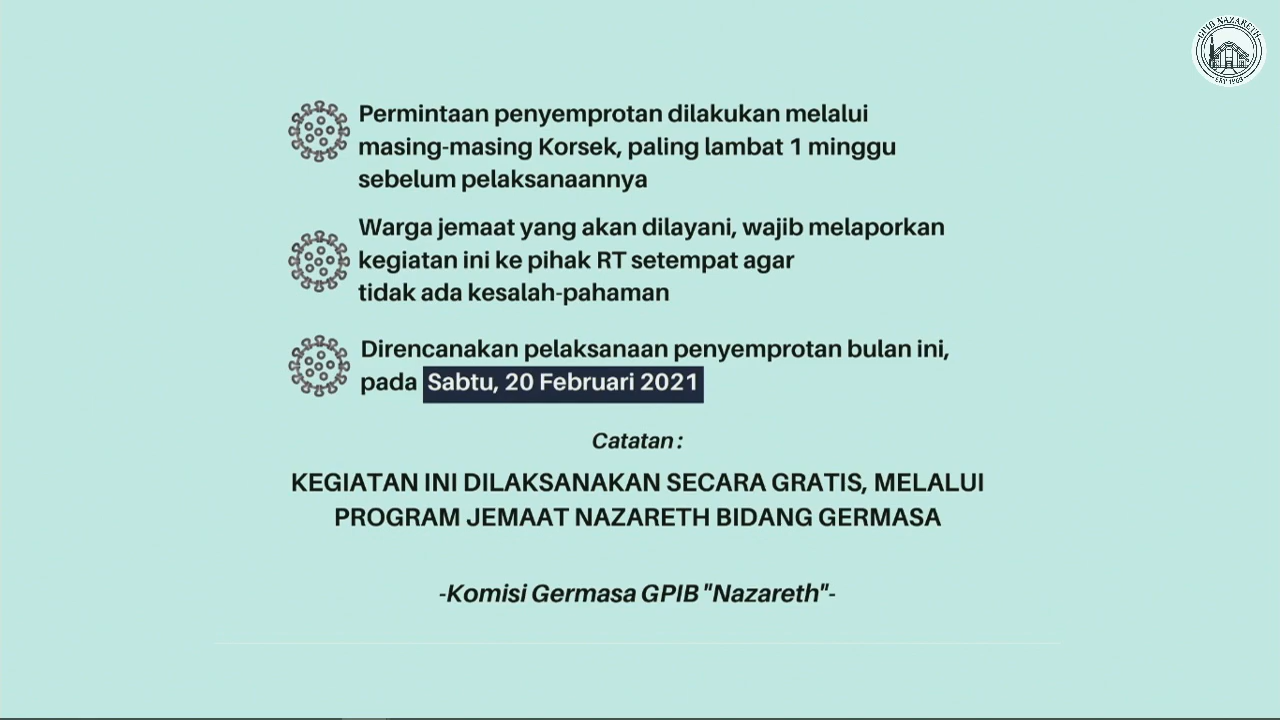 GPIB NAZARETH
Permintaan penyemprotan dilakukan melalui
masing-masing Korsek, paling lambat 1 minggu
sebelum pelaksanaannya
Warga jemaat yang akan dilayani, wajib melaporkan
kegiatan ini ke pihak RT setempat agar
tidak ada kesalah-pahaman
Direncanakan pelaksanaan penyemprotan bulan ini,
pada Sabtu, 20 Februari 2021
Catatan :
KEGIATAN INI DILAKSANAKAN SECARA GRATIS, MELALUI
PROGRAM JEMAAT NAZARETH BIDANG GERMASA
-Komisi Germasa GPIB "Nazareth"-